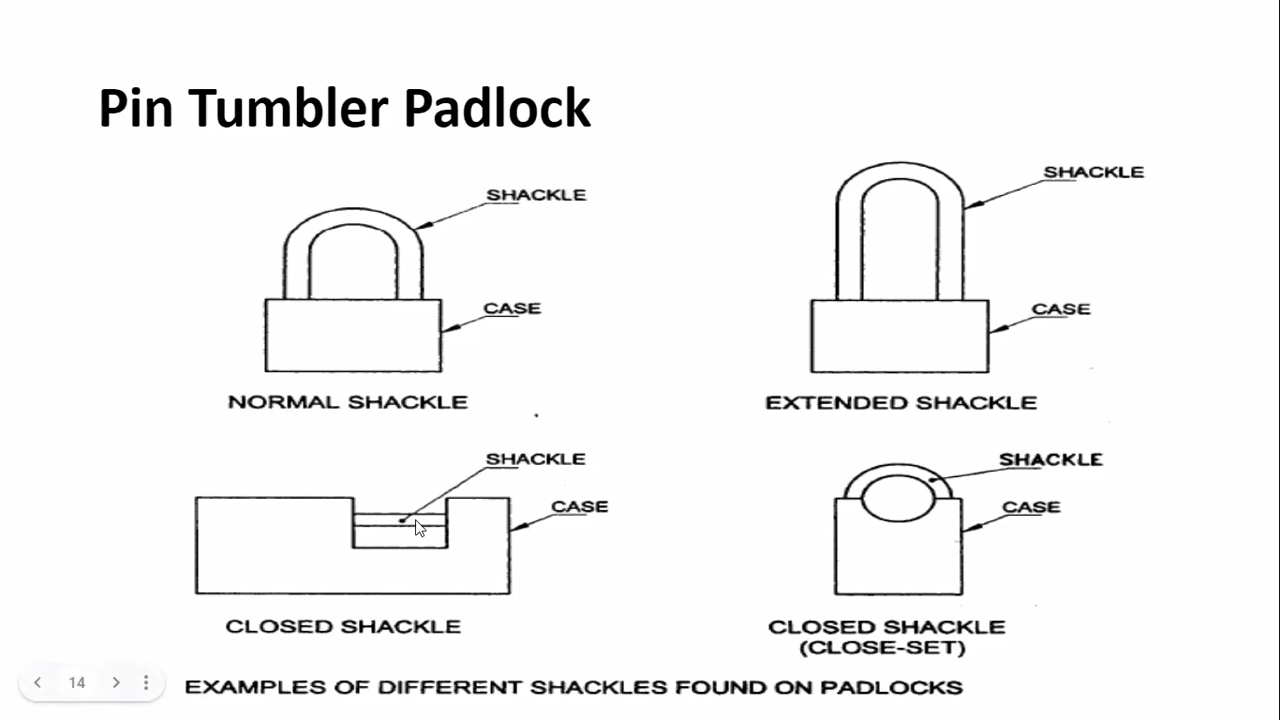 Pin Tumbler Padlock
SHACKLE
CASE
NORMAL SHACKLE
SHACKLE
CASE
EXTENDED SHACKLE
SHACKLE
CASE
CLOSED SHACKLE
SHACKLE
CASE
CLOSED SHACKLE
(CLOSE-SET)
EXAMPLES OF DIFFERENT SHACKLES FOUND ON PADLOCKS
14